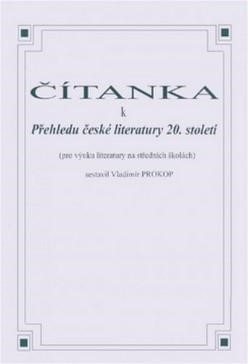 ČÍTANKA
k
Přehledu české literatury 20. století
(pro výuku literatury na středních školách)
sestavil Vladimír PROKOP